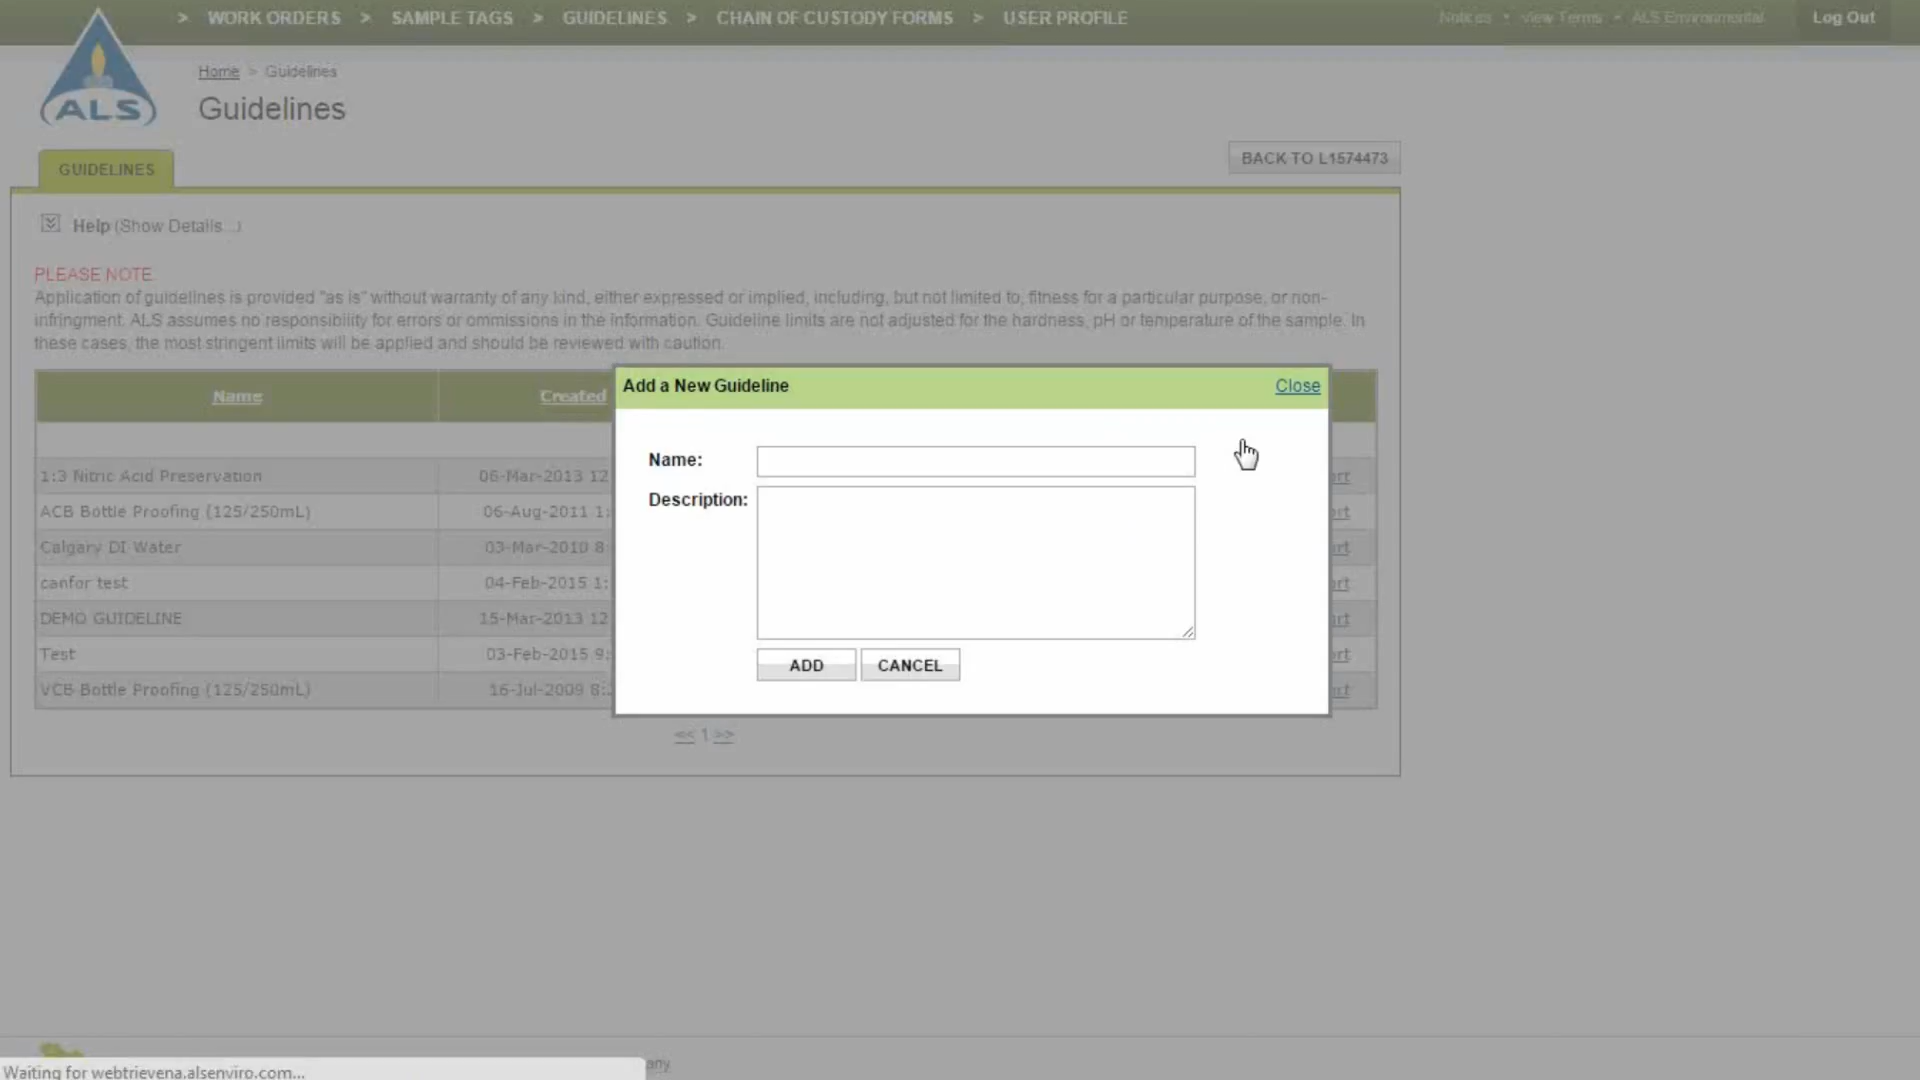 > WORK ORDERS > SAMPLE TAGS > GUIDELINES > CHAIN OF CUSTODY FORMS > USER PROFILE
Notices • View Terms • ALS Environmental Log Out
ALS
Home > Guidelines
Guidelines
BACK TO L1574473
GUIDELINES
Help (Show Details...)
PLEASE NOTE
Application of guidelines is provided "as is" without warranty of any kind, either expressed or implied, including, but not limited to, fitness for a particular purpose, or non-
infringment. ALS assumes no responsibility for errors or ommissions in the information. Guideline limits are not adjusted for the hardness, pH or temperature of the sample. In
these cases, the most stringent limits will be applied and should be reviewed with caution.
Name Created
Add a New Guideline Close
Name:
Description:
ADD CANCEL
1:3 Nitric Acid Preservation 06-Mar-2013 12
ACB Bottle Proofing (125/250mL) 06-Aug-2011 1:
Calgary DI Water 03-Mar-2010 8
canfor test 04-Feb-2015 1:
DEMO GUIDELINE 15-Mar-2013 12
Test 03-Feb-2015 9:
VCB Bottle Proofing (125/250mL) 16-Jul-2009 8:
<< 1 >>
Waiting for webtrievena.alsenviro.com...